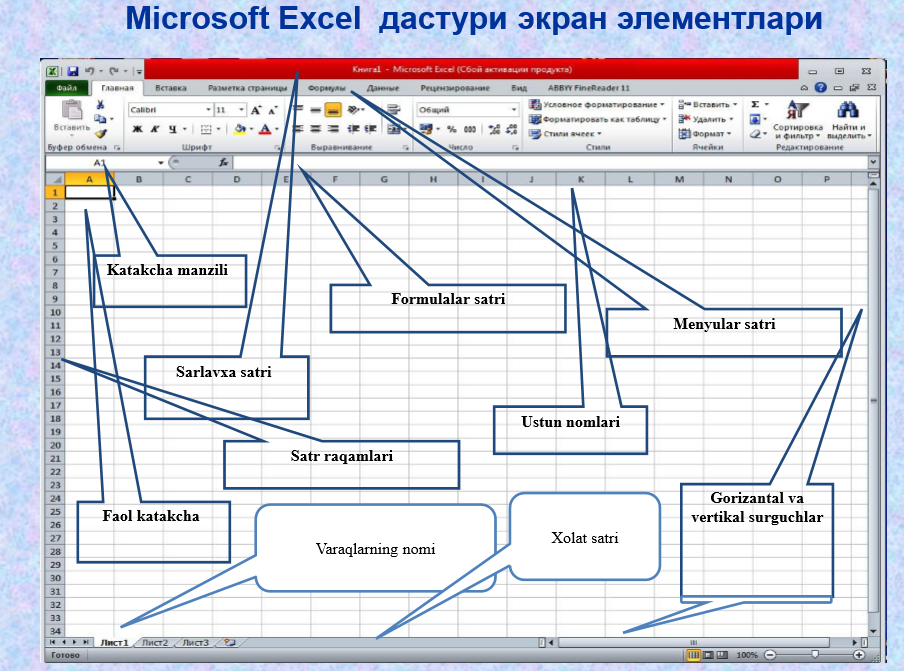 Microsoft Excel дастури экран элементлари
Книга1 - Microsoft Excel (Сбой активации продукта)
Файл Главная Вставка Разметка страницы Формулы Данные Рецензирование Вид ABBYY FineReader 11
Calibri 11 Общий Условное форматирование Вставить Σ
Вставить Ж К Ч % 000 Форматировать как таблицу Удалить Сортировка Найти и
Стили ячеек Формат и фильтр выделить
Буфер обмена Шрифт Выравнивание Число Стили Ячейки Редактирование
A1 fx
A B C D E F G H I J K L M N O P
1
2
3
4
5
6
Katakcha manzili
7
8
Formulalar satri
9
10
Menyular satri
11
12
13
Sarlavxa satri
14
15
16
17
Ustun nomlari
18
19
20
Satr raqamlari
21
22
23
Gorizantal va
vertikal surguchlar
24
25
Faol katakcha
26
Xolat satri
27
Varaqlarning nomi
28
29
30
31
32
33
34
Лист1 Лист2 Лист3
Готово 100%